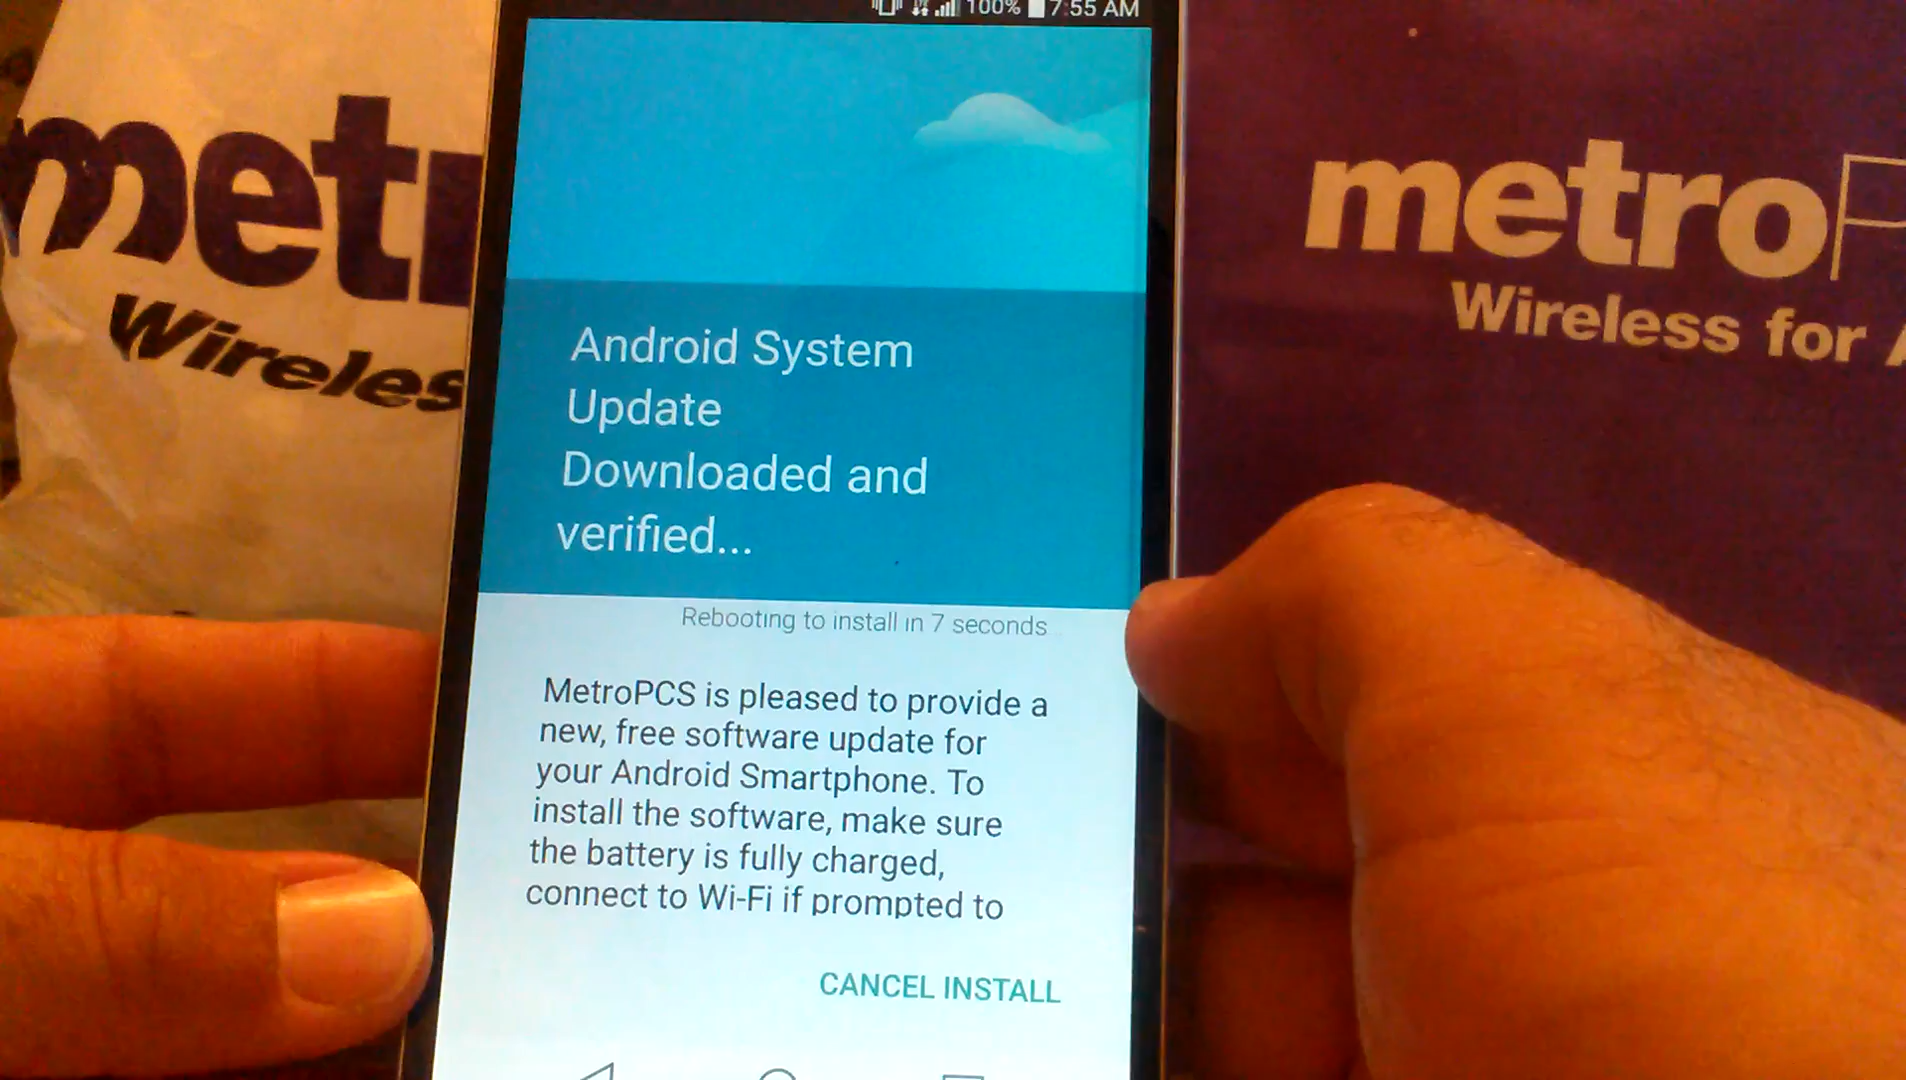 100% 7:55 AM
metr
Wireles
metroP
Wireless for A
Android System
Update
Downloaded and
verified...
Rebooting to install in 7 seconds
MetroPCS is pleased to provide a
new, free software update for
your Android Smartphone. To
install the software, make sure
the battery is fully charged,
connect to Wi-Fi if prompted to
CANCEL INSTALL